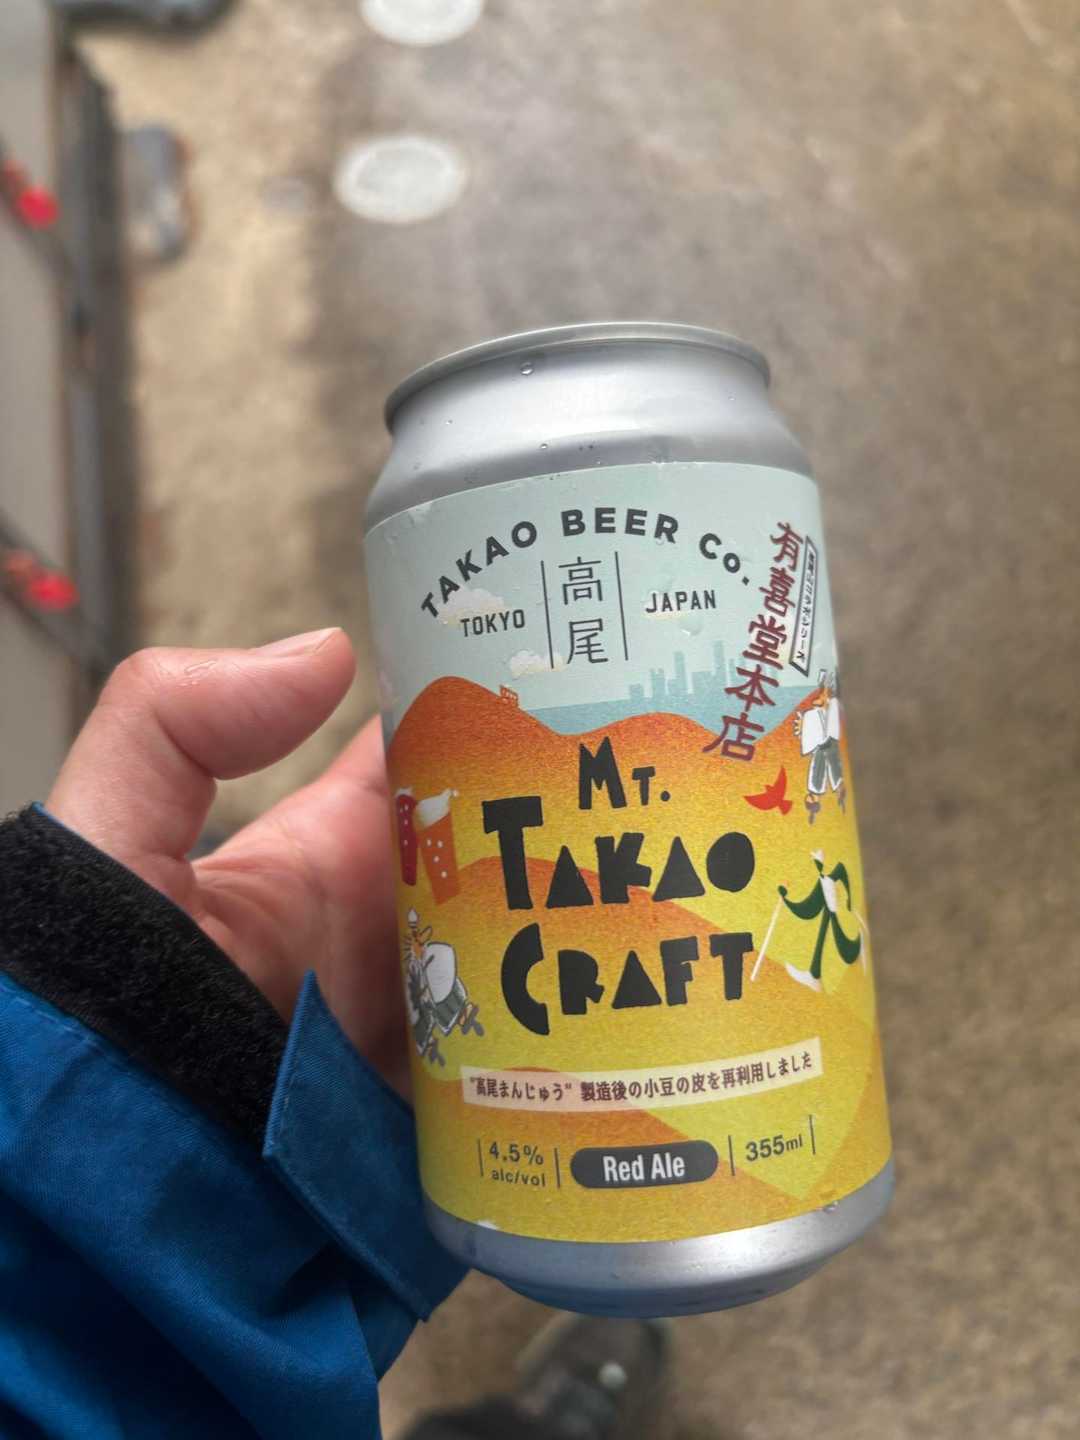 TAKAO BEER Co.
TOKYO
高尾
JAPAN
有喜堂本店
MT.
TAKAO
CRAFT
"高尾まんじゅう" 製造後の小豆の皮を再利用しました
4.5%
alc/vol
Red Ale
355ml